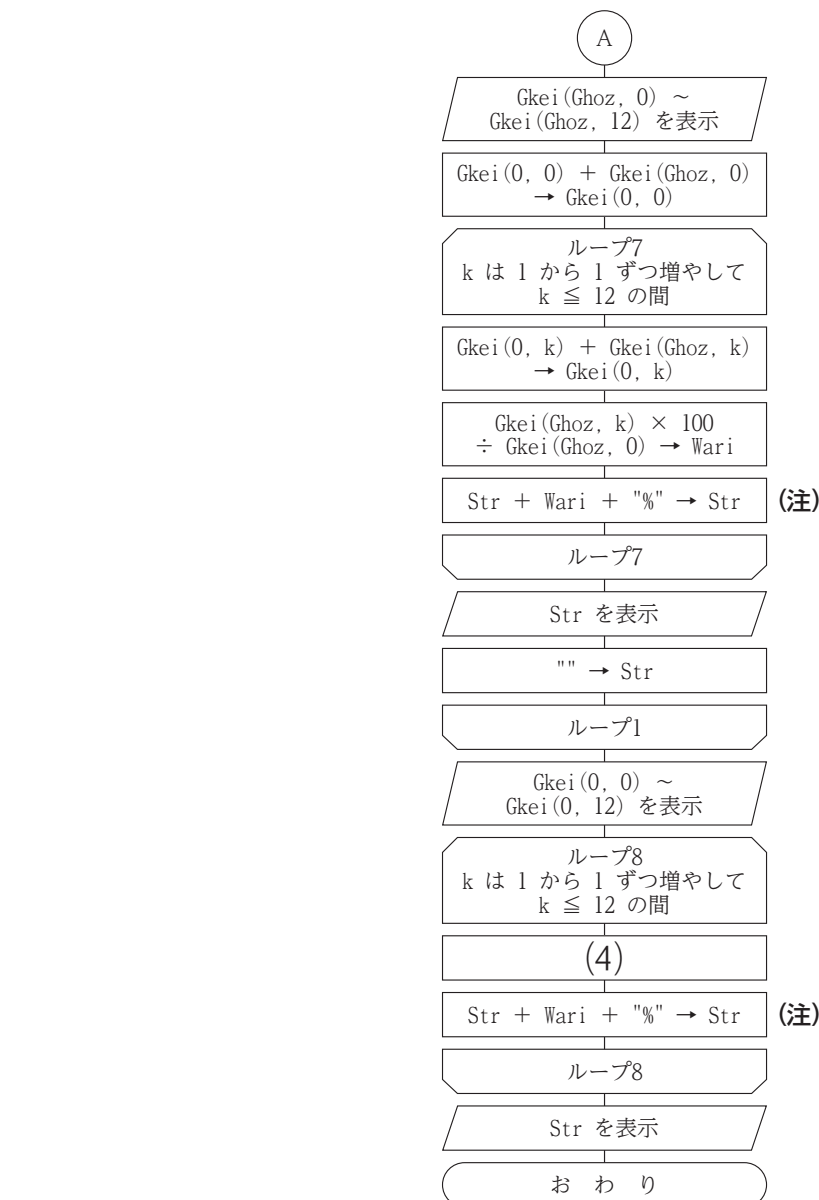 A
Gkei(Ghoz, 0) ～
Gkei(Ghoz, 12) を表示
Gkei(0, 0) + Gkei(Ghoz, 0)
→ Gkei(0, 0)
ループ7
k は 1 から 1 ずつ増やして
k ≦ 12 の間
Gkei(0, k) + Gkei(Ghoz, k)
→ Gkei(0, k)
Gkei(Ghoz, k) × 100
÷ Gkei(Ghoz, 0) → Wari
Str + Wari + "%" → Str (注)
ループ7
Str を表示
"" → Str
ループ1
Gkei(0, 0) ～
Gkei(0, 12) を表示
ループ8
k は 1 から 1 ずつ増やして
k ≦ 12 の間
(4)
Str + Wari + "%" → Str (注)
ループ8
Str を表示
お わ り